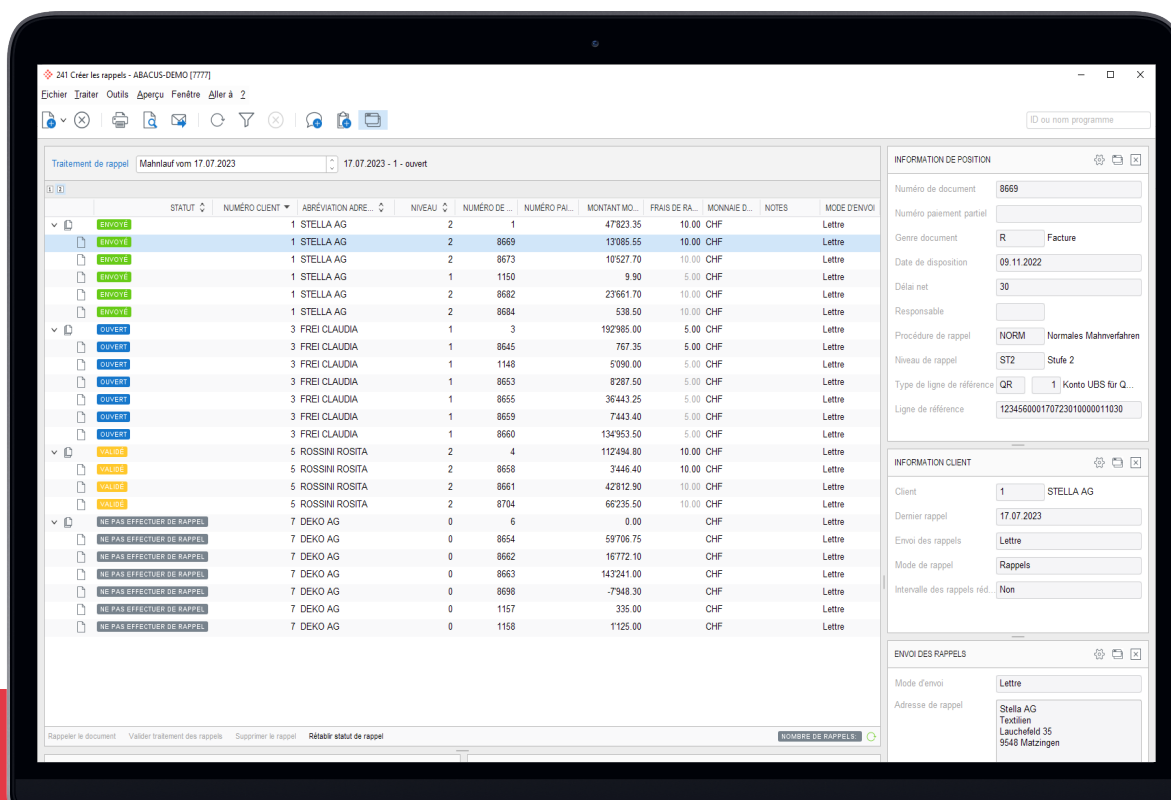 241 Créer les rappels - ABACUS-DEMO [7777]
Fichier Traiter Outils Aperçu Fenêtre Aller à ?
ID ou nom programme
Traitement de rappel Mahnlauf vom 17.07.2023 17.07.2023 - 1 - ouvert
1 2
STATUT NUMÉRO CLIENT ABRÉVIATION ADRE... NIVEAU NUMÉRO DE ... NUMÉRO PAI... MONTANT MO... FRAIS DE RA... MONNAIE D... NOTES MODE D'ENVOI
ENVOYÉ 1 STELLA AG 2 1 47'823.35 10.00 CHF Lettre
ENVOYÉ 1 STELLA AG 2 8669 13'085.55 10.00 CHF Lettre
ENVOYÉ 1 STELLA AG 2 8673 10'527.70 10.00 CHF Lettre
ENVOYÉ 1 STELLA AG 1 1150 9.90 5.00 CHF Lettre
ENVOYÉ 1 STELLA AG 2 8682 23'661.70 10.00 CHF Lettre
ENVOYÉ 1 STELLA AG 2 8684 538.50 10.00 CHF Lettre
OUVERT 3 FREI CLAUDIA 1 3 192'985.00 5.00 CHF Lettre
OUVERT 3 FREI CLAUDIA 1 8645 767.35 5.00 CHF Lettre
OUVERT 3 FREI CLAUDIA 1 1148 5'090.00 5.00 CHF Lettre
OUVERT 3 FREI CLAUDIA 1 8653 8'287.50 5.00 CHF Lettre
OUVERT 3 FREI CLAUDIA 1 8655 36'443.25 5.00 CHF Lettre
OUVERT 3 FREI CLAUDIA 1 8659 7'443.40 5.00 CHF Lettre
OUVERT 3 FREI CLAUDIA 1 8660 134'953.50 5.00 CHF Lettre
VALIDÉ 5 ROSSINI ROSITA 2 4 112'494.80 10.00 CHF Lettre
VALIDÉ 5 ROSSINI ROSITA 2 8658 3'446.40 10.00 CHF Lettre
VALIDÉ 5 ROSSINI ROSITA 2 8661 42'812.90 10.00 CHF Lettre
VALIDÉ 5 ROSSINI ROSITA 2 8704 66'235.50 10.00 CHF Lettre
NE PAS EFFECTUER DE RAPPEL 7 DEKO AG 0 6 0.00 CHF Lettre
NE PAS EFFECTUER DE RAPPEL 7 DEKO AG 0 8654 59'706.75 CHF Lettre
NE PAS EFFECTUER DE RAPPEL 7 DEKO AG 0 8662 16'772.10 CHF Lettre
NE PAS EFFECTUER DE RAPPEL 7 DEKO AG 0 8663 143'241.00 CHF Lettre
NE PAS EFFECTUER DE RAPPEL 7 DEKO AG 0 8698 -7'948.30 CHF Lettre
NE PAS EFFECTUER DE RAPPEL 7 DEKO AG 0 1157 335.00 CHF Lettre
NE PAS EFFECTUER DE RAPPEL 7 DEKO AG 0 1158 1'125.00 CHF Lettre
Rappeler le document Valider traitement des rappels Supprimer le rappel Rétablir statut de rappel NOMBRE DE RAPPELS:
INFORMATION DE POSITION
Numéro de document 8669
Numéro paiement partiel
Genre document R Facture
Date de disposition 09.11.2022
Délai net 30
Responsable
Procédure de rappel NORM Normales Mahnverfahren
Niveau de rappel ST2 Stufe 2
Type de ligne de référence QR 1 Konto UBS für Q...
Ligne de référence 123456000170723010000011030
INFORMATION CLIENT
Client 1 STELLA AG
Dernier rappel 17.07.2023
Envoi des rappels Lettre
Mode de rappel Rappels
Intervalle des rappels réd... Non
ENVOI DES RAPPELS
Mode d'envoi Lettre
Adresse de rappel Stella AG
Textilien
Lauchefeld 35
9548 Matzingen